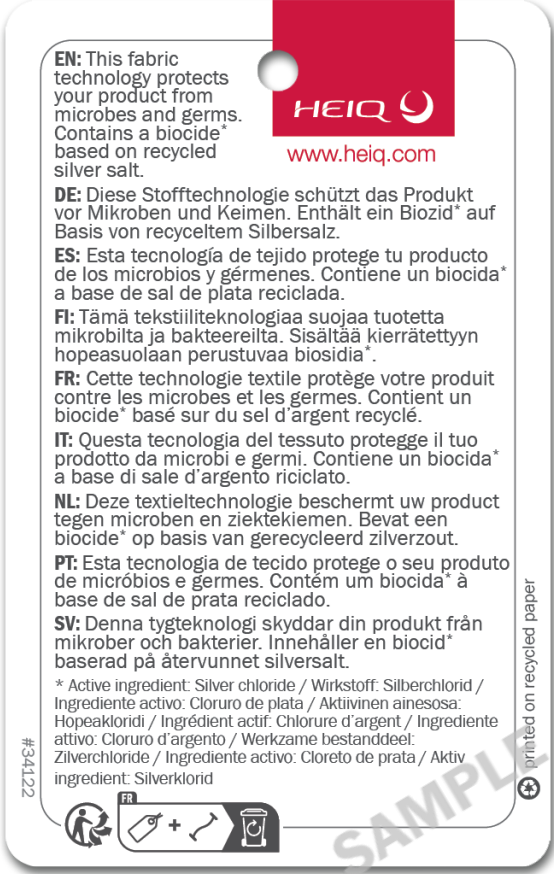 HEIQ
www.heiq.com
EN: This fabric
technology protects
your product from
microbes and germs.
Contains a biocide*
based on recycled
silver salt.
DE: Diese Stofftechnologie schützt das Produkt
vor Mikroben und Keimen. Enthält ein Biozid* auf
Basis von recyceltem Silbersalz.
ES: Esta tecnología de tejido protege tu producto
de los microbios y gérmenes. Contiene un biocida*
a base de sal de plata reciclada.
FI: Tämä tekstiiliteknologiaa suojaa tuotetta
mikrobilta ja bakteereilta. Sisältää kierrätettyyn
hopeasuolaan perustuvaa biosidia*.
FR: Cette technologie textile protège votre produit
contre les microbes et les germes. Contient un
biocide* basé sur du sel d'argent recyclé.
IT: Questa tecnologia del tessuto protegge il tuo
prodotto da microbi e germi. Contiene un biocida*
a base di sale d'argento riciclato.
NL: Deze textieltechnologie beschermt uw product
tegen microben en ziektekiemen. Bevat een
biocide* op basis van gerecycleerd zilverzout.
PT: Esta tecnologia de tecido protege o seu produto
de micróbios e germes. Contém um biocida* à
base de sal de prata reciclado.
SV: Denna tygteknologi skyddar din produkt från
mikrober och bakterier. Innehåller en biocid*
baserad på återvunnet silversalt.
* Active ingredient: Silver chloride / Wirkstoff: Silberchlorid /
Ingrediente activo: Cloruro de plata / Aktiivinen ainesosa:
Hopeakloridi / Ingrédient actif: Chlorure d'argent / Ingrediente
attivo: Cloruro d'argento / Werkzame bestanddeel:
Zilverchloride / Ingrediente activo: Cloreto de prata / Aktiv
ingredient: Silverklorid
#34122
printed on recycled paper
FR
+
SAMPLE